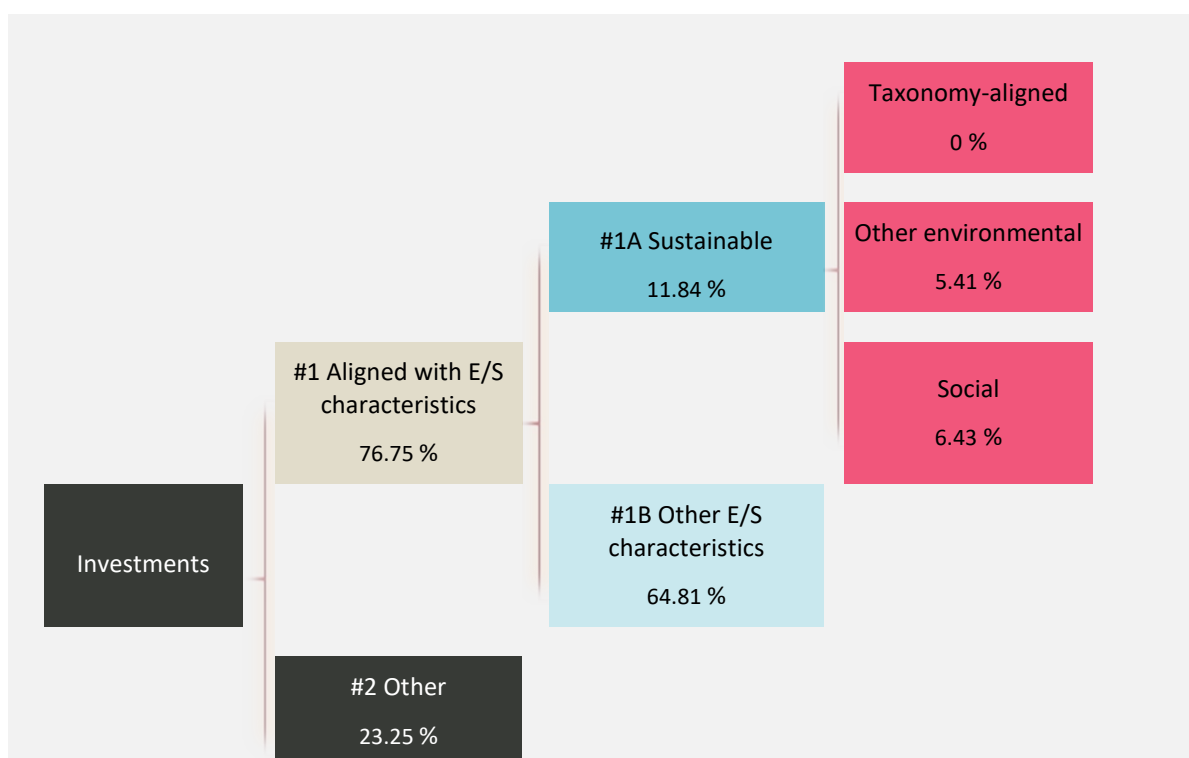 Taxonomy-aligned
0 %
Other environmental
5.41 %
Social
6.43 %
#1A Sustainable
11.84 %
#1 Aligned with E/S
characteristics
76.75 %
#1B Other E/S
characteristics
64.81 %
Investments
#2 Other
23.25 %